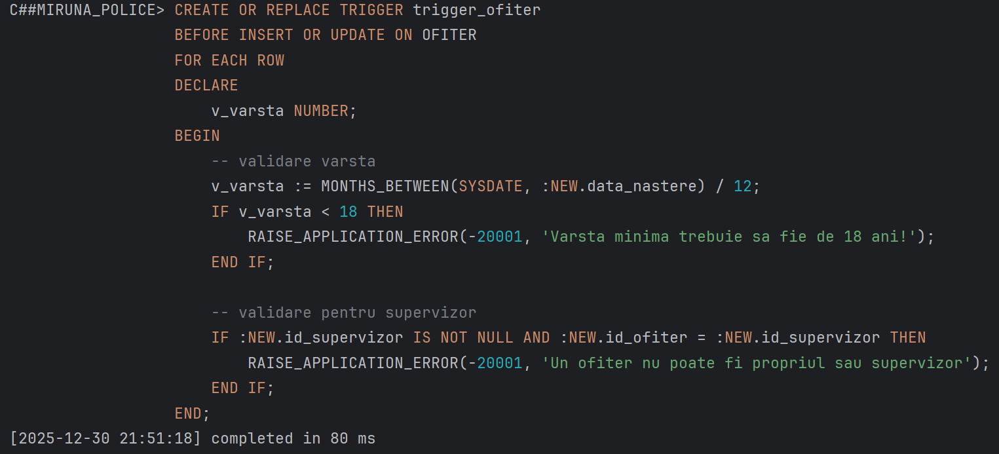 C##MIRUNA_POLICE> CREATE OR REPLACE TRIGGER trigger_ofiter
BEFORE INSERT OR UPDATE ON OFITER
FOR EACH ROW
DECLARE
v_varsta NUMBER;
BEGIN
-- validare varsta
v_varsta := MONTHS_BETWEEN(SYSDATE, :NEW.data_nastere) / 12;
IF v_varsta < 18 THEN
RAISE_APPLICATION_ERROR(-20001, 'Varsta minima trebuie sa fie de 18 ani!');
END IF;
-- validare pentru supervizor
IF :NEW.id_supervizor IS NOT NULL AND :NEW.id_ofiter = :NEW.id_supervizor THEN
RAISE_APPLICATION_ERROR(-20001, 'Un ofiter nu poate fi propriul sau supervizor');
END IF;
END;
[2025-12-30 21:51:18] completed in 80 ms